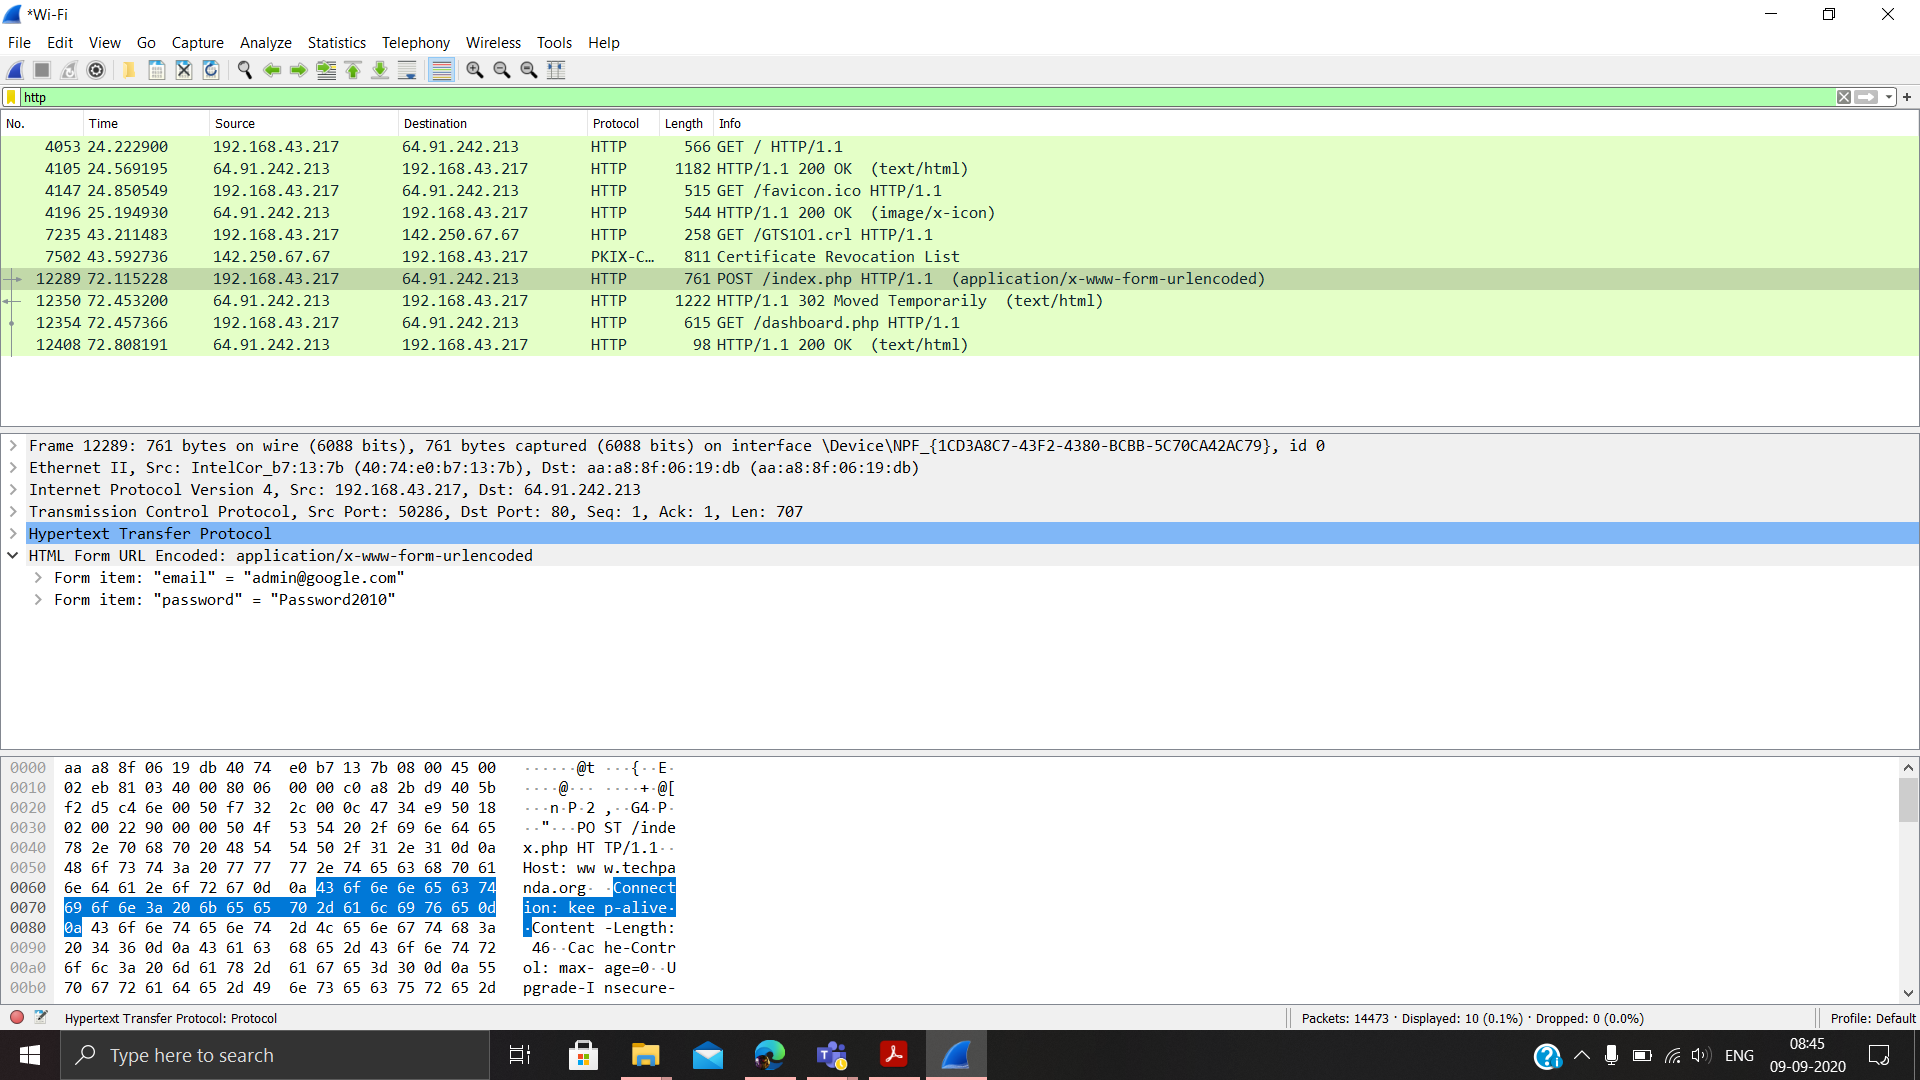 *Wi-Fi
File Edit View Go Capture Analyze Statistics Telephony Wireless Tools Help
http
No. Time Source Destination Protocol Length Info
4053 24.222900 192.168.43.217 64.91.242.213 HTTP 566 GET / HTTP/1.1
4105 24.569195 64.91.242.213 192.168.43.217 HTTP 1182 HTTP/1.1 200 OK (text/html)
4147 24.850549 192.168.43.217 64.91.242.213 HTTP 515 GET /favicon.ico HTTP/1.1
4196 25.194930 64.91.242.213 192.168.43.217 HTTP 544 HTTP/1.1 200 OK (image/x-icon)
7235 43.211483 192.168.43.217 142.250.67.67 HTTP 258 GET /GTS1O1.crl HTTP/1.1
7502 43.592736 142.250.67.67 192.168.43.217 PKIX-C… 811 Certificate Revocation List
12289 72.115228 192.168.43.217 64.91.242.213 HTTP 761 POST /index.php HTTP/1.1 (application/x-www-form-urlencoded)
12350 72.453200 64.91.242.213 192.168.43.217 HTTP 1222 HTTP/1.1 302 Moved Temporarily (text/html)
12354 72.457366 192.168.43.217 64.91.242.213 HTTP 615 GET /dashboard.php HTTP/1.1
12408 72.808191 64.91.242.213 192.168.43.217 HTTP 98 HTTP/1.1 200 OK (text/html)
Frame 12289: 761 bytes on wire (6088 bits), 761 bytes captured (6088 bits) on interface \Device\NPF_{1CD3A8C7-43F2-4380-BCBB-5C70CA42AC79}, id 0
Ethernet II, Src: IntelCor_b7:13:7b (40:74:e0:b7:13:7b), Dst: aa:a8:8f:06:19:db (aa:a8:8f:06:19:db)
Internet Protocol Version 4, Src: 192.168.43.217, Dst: 64.91.242.213
Transmission Control Protocol, Src Port: 50286, Dst Port: 80, Seq: 1, Ack: 1, Len: 707
Hypertext Transfer Protocol
HTML Form URL Encoded: application/x-www-form-urlencoded
Form item: "email" = "admin@google.com"
Form item: "password" = "Password2010"
0000 aa a8 8f 06 19 db 40 74 e0 b7 13 7b 08 00 45 00 ······@t ···{··E·
0010 02 eb 81 03 40 00 80 06 00 00 c0 a8 2b d9 40 5b ····@··· ····+·@[
0020 f2 d5 c4 6e 00 50 f7 32 2c 00 0c 47 34 e9 50 18 ···n·P·2 ,··G4·P·
0030 02 00 22 90 00 00 50 4f 53 54 20 2f 69 6e 64 65 ··"···PO ST /inde
0040 78 2e 70 68 70 20 48 54 54 50 2f 31 2e 31 0d 0a x.php HT TP/1.1··
0050 48 6f 73 74 3a 20 77 77 77 2e 74 65 63 68 70 61 Host: ww w.techpa
0060 6e 64 61 2e 6f 72 67 0d 0a 43 6f 6e 6e 65 63 74 nda.org· ·Connect
0070 69 6f 6e 3a 20 6b 65 65 70 2d 61 6c 69 76 65 0d ion: kee p-alive·
0080 0a 43 6f 6e 74 65 6e 74 2d 4c 65 6e 67 74 68 3a ·Content -Length:
0090 20 34 36 0d 0a 43 61 63 68 65 2d 43 6f 6e 74 72 46··Cac he-Contr
00a0 6f 6c 3a 20 6d 61 78 2d 61 67 65 3d 30 0d 0a 55 ol: max- age=0··U
00b0 70 67 72 61 64 65 2d 49 6e 73 65 63 75 72 65 2d pgrade-I nsecure-
Hypertext Transfer Protocol: Protocol Packets: 14473 · Displayed: 10 (0.1%) · Dropped: 0 (0.0%) Profile: Default
Type here to search ENG 08:45
09-09-2020